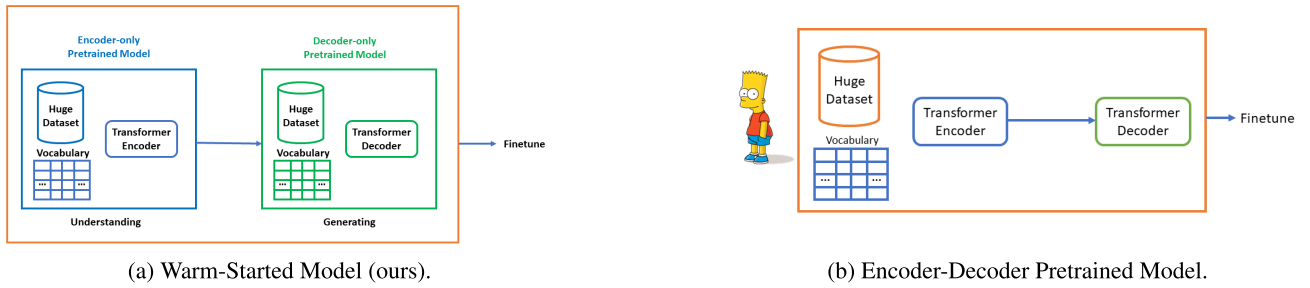 Encoder-only
Pretrained Model
Huge
Dataset
Transformer
Encoder
Vocabulary
...
...
Understanding
Decoder-only
Pretrained Model
Huge
Dataset
Transformer
Decoder
Vocabulary
...
...
Generating
Finetune
(a) Warm-Started Model (ours).
Huge
Dataset
Vocabulary
...
...
Transformer
Encoder
Transformer
Decoder
Finetune
(b) Encoder-Decoder Pretrained Model.